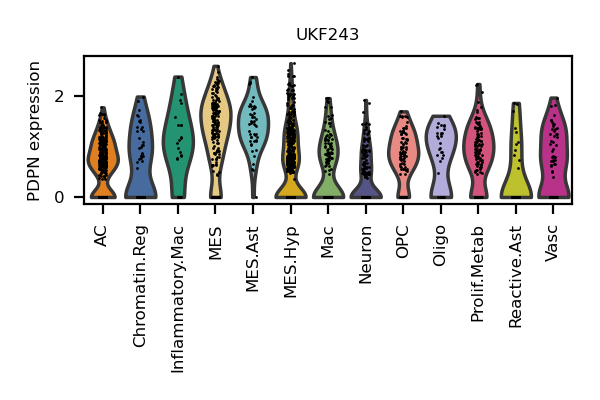 UKF243
PDPN expression
2
0
AC
Chromatin.Reg
Inflammatory.Mac
MES
MES.Ast
MES.Hyp
Mac
Neuron
OPC
Oligo
Prolif.Metab
Reactive.Ast
Vasc